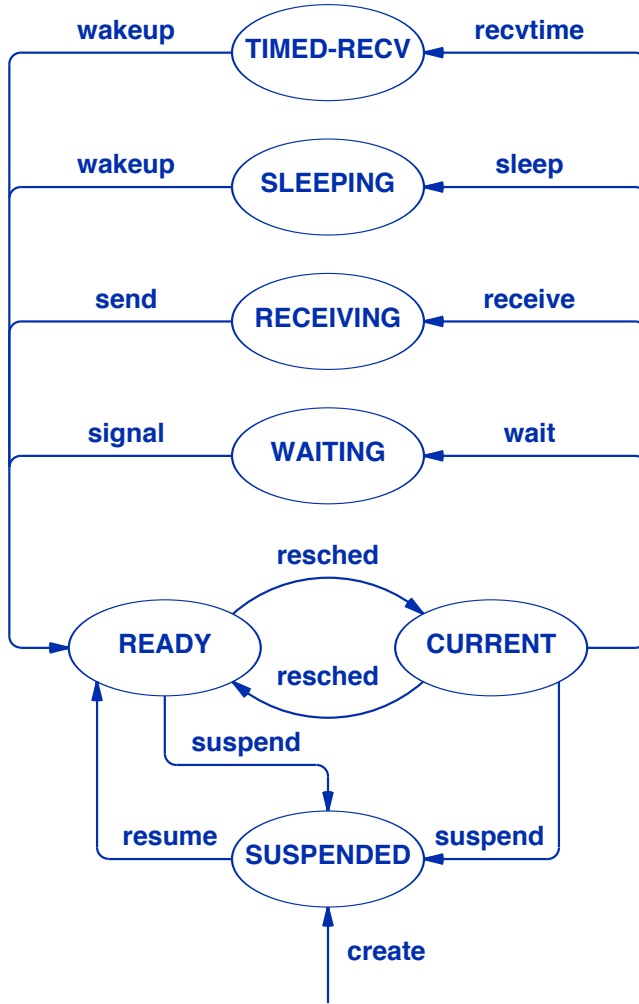 wakeup
TIMED-RECV
recvtime
wakeup
SLEEPING
sleep
send
RECEIVING
receive
signal
WAITING
wait
resched
READY
CURRENT
resched
suspend
resume
SUSPENDED
suspend
create